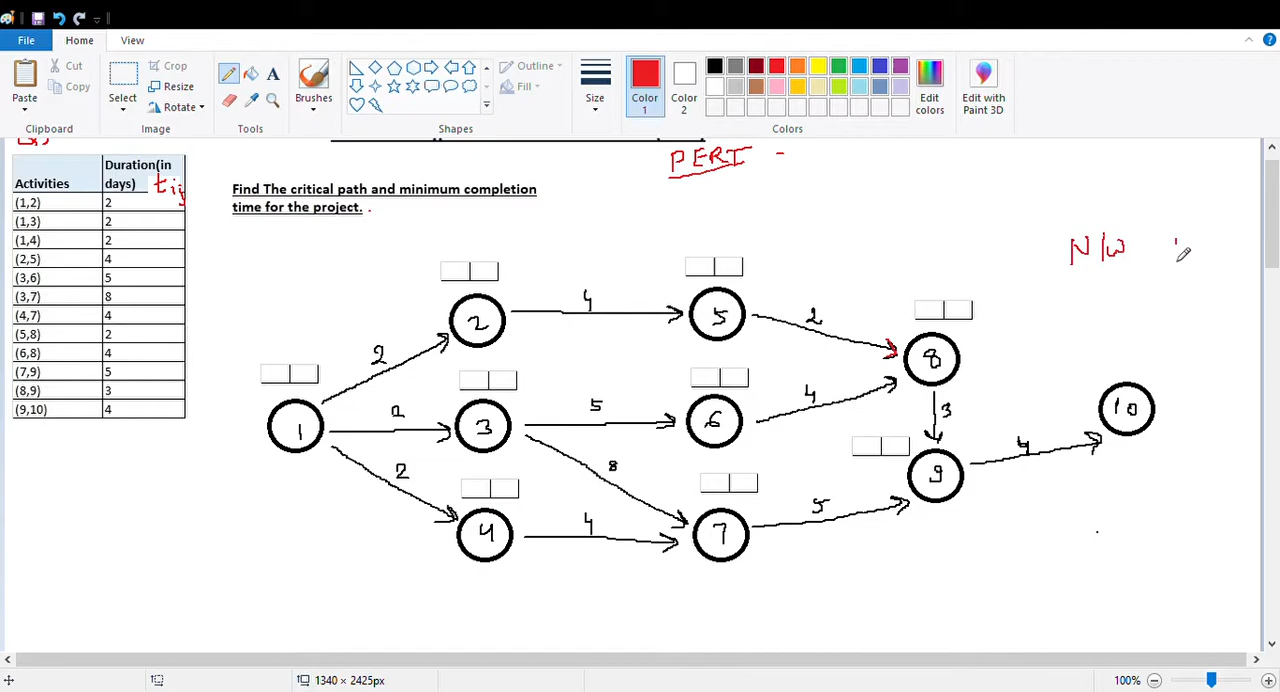 File Home View
Paste Cut Copy
Clipboard
Select Crop Resize Rotate
Image
Tools
Brushes
Shapes
Outline
Fill
Size
Color 1
Color 2
Colors
Edit colors
Edit with Paint 3D
PERT -
Activities Duration(in days) tij
(1,2) 2
(1,3) 2
(1,4) 2
(2,5) 4
(3,6) 5
(3,7) 8
(4,7) 4
(5,8) 2
(6,8) 4
(7,9) 5
(8,9) 3
(9,10) 4
Find The critical path and minimum completion
time for the project. .
N/W
2 4 5 2 8
2
1 2 3 5 6 4 3 10
2 8 9 4
4 4 7 5
1340 × 2425px 100%